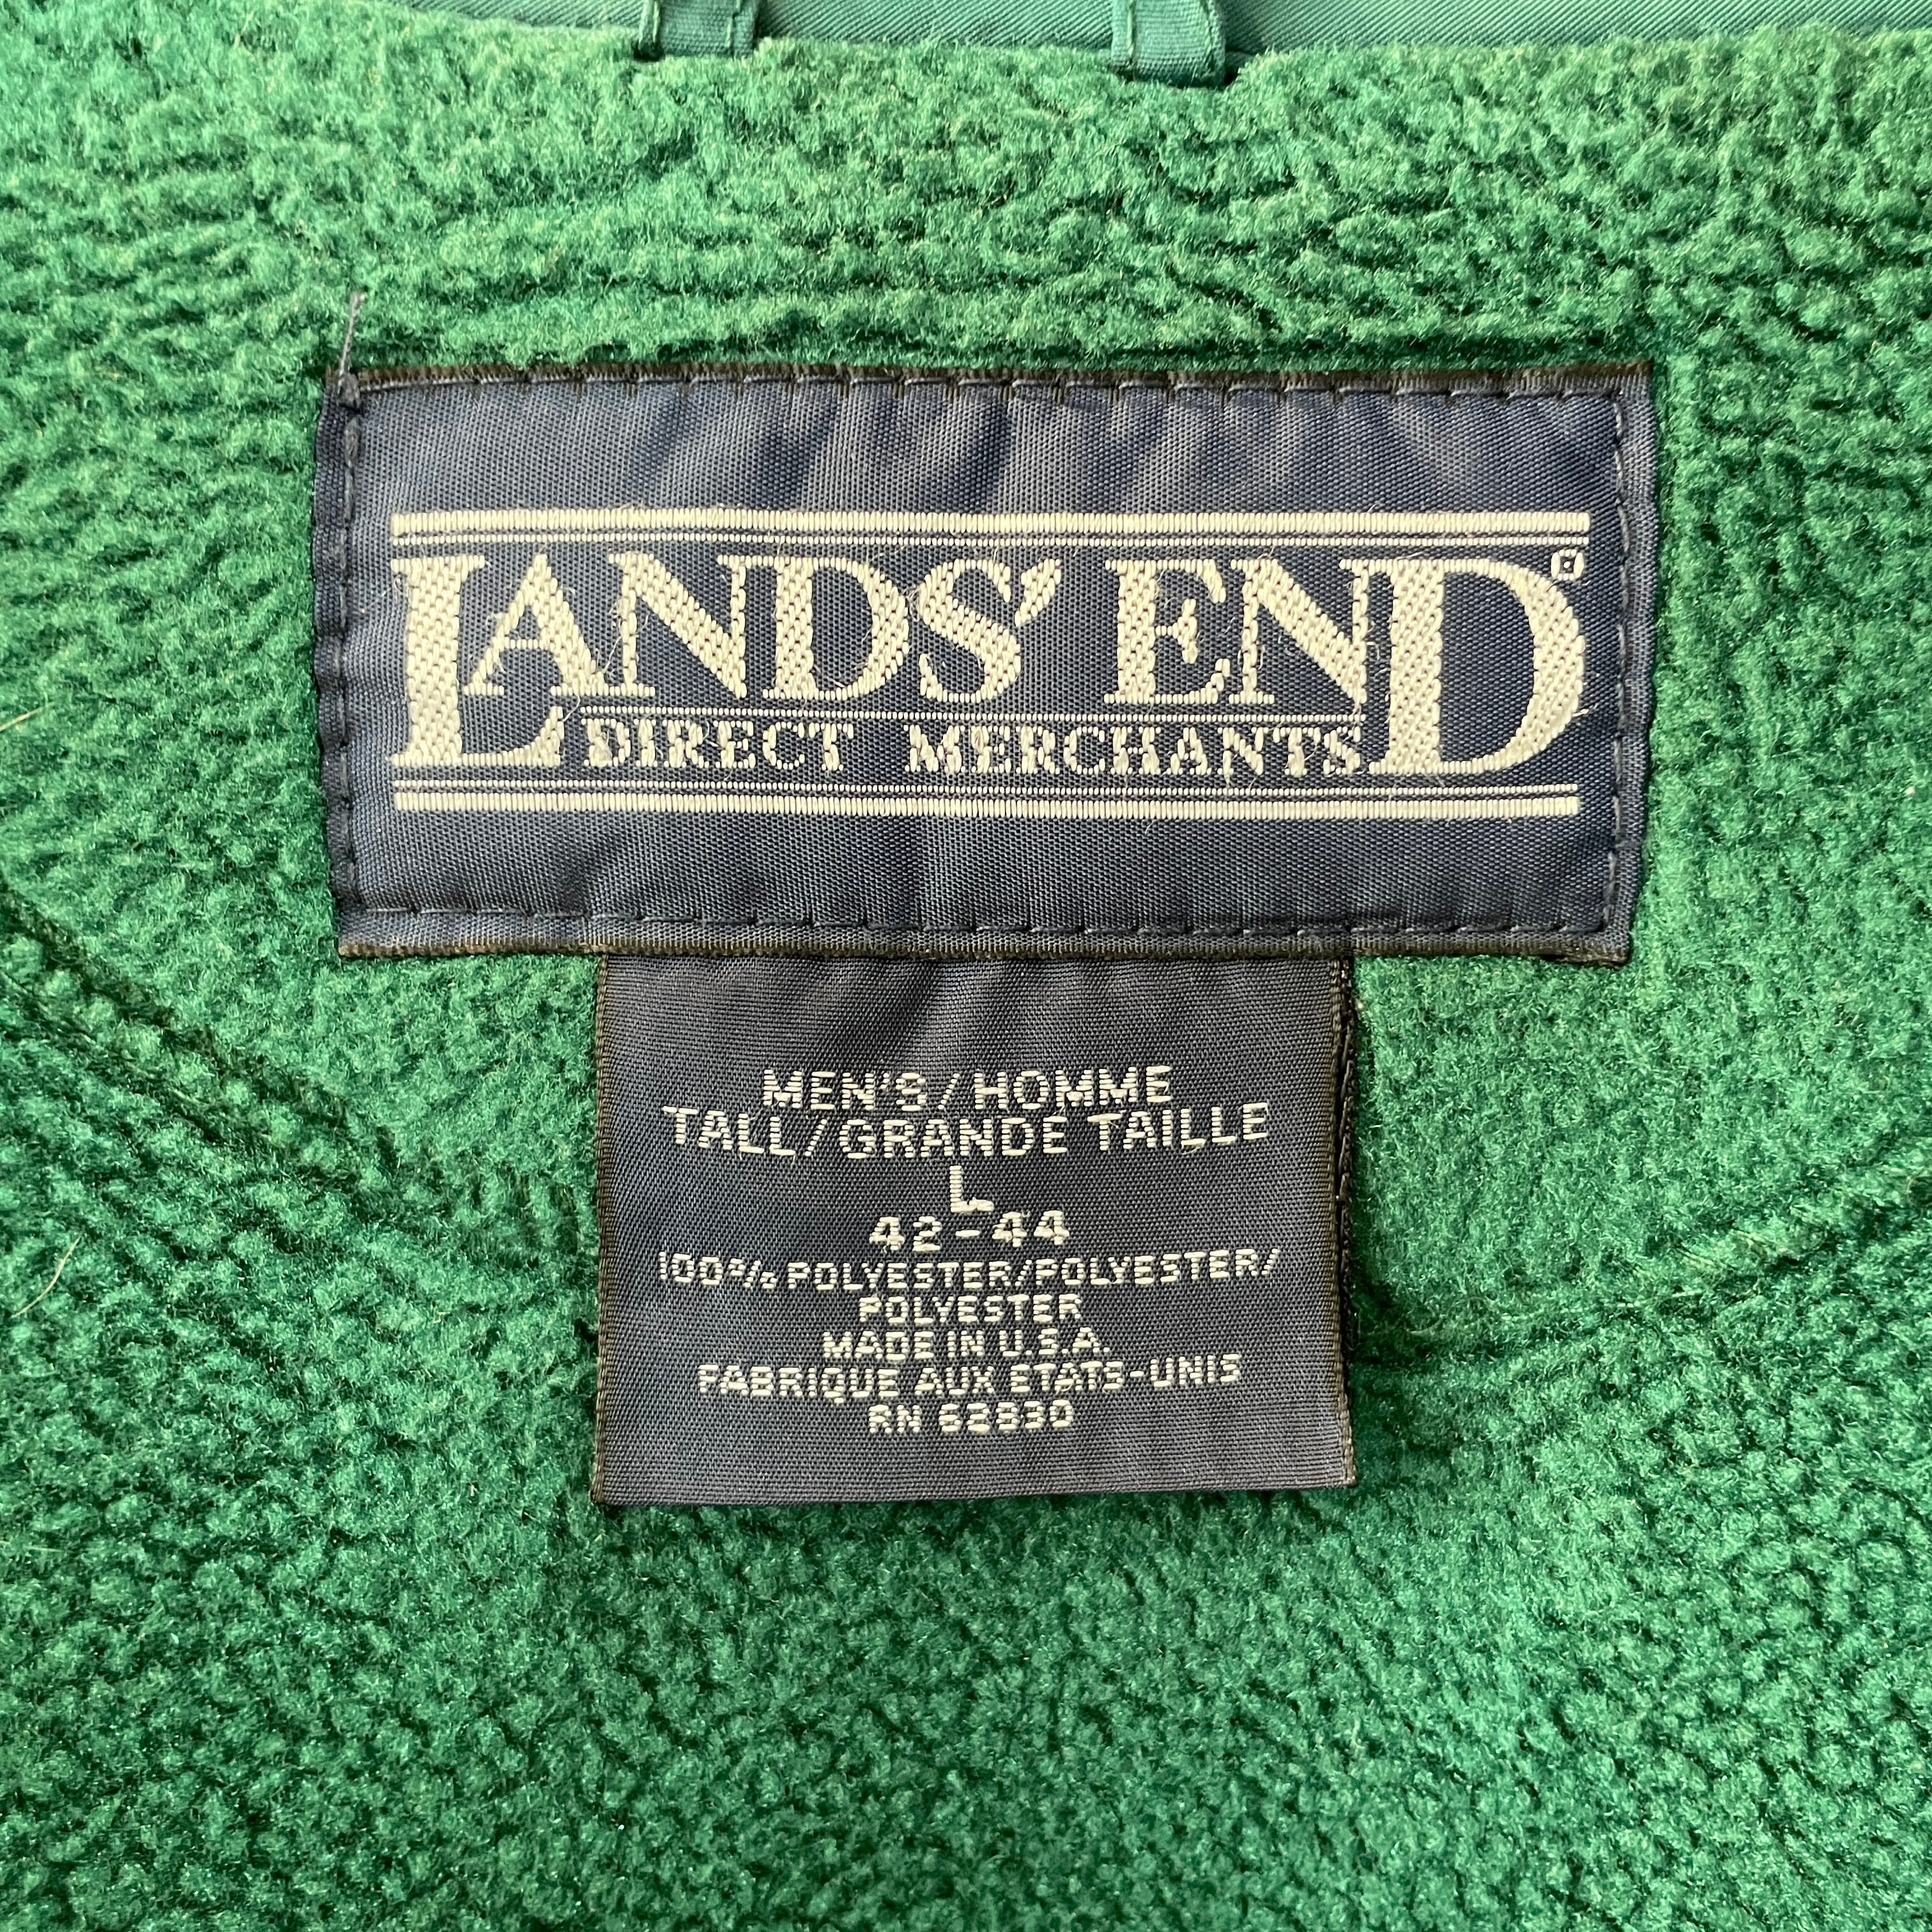 LANDS' END®
DIRECT MERCHANTS
MEN'S/HOMME
TALL/GRANDE TAILLE
L
42-44
100% POLYESTER/POLYESTER/
POLYESTER
MADE IN U.S.A.
FABRIQUE AUX ETATS-UNIS
RN 62830